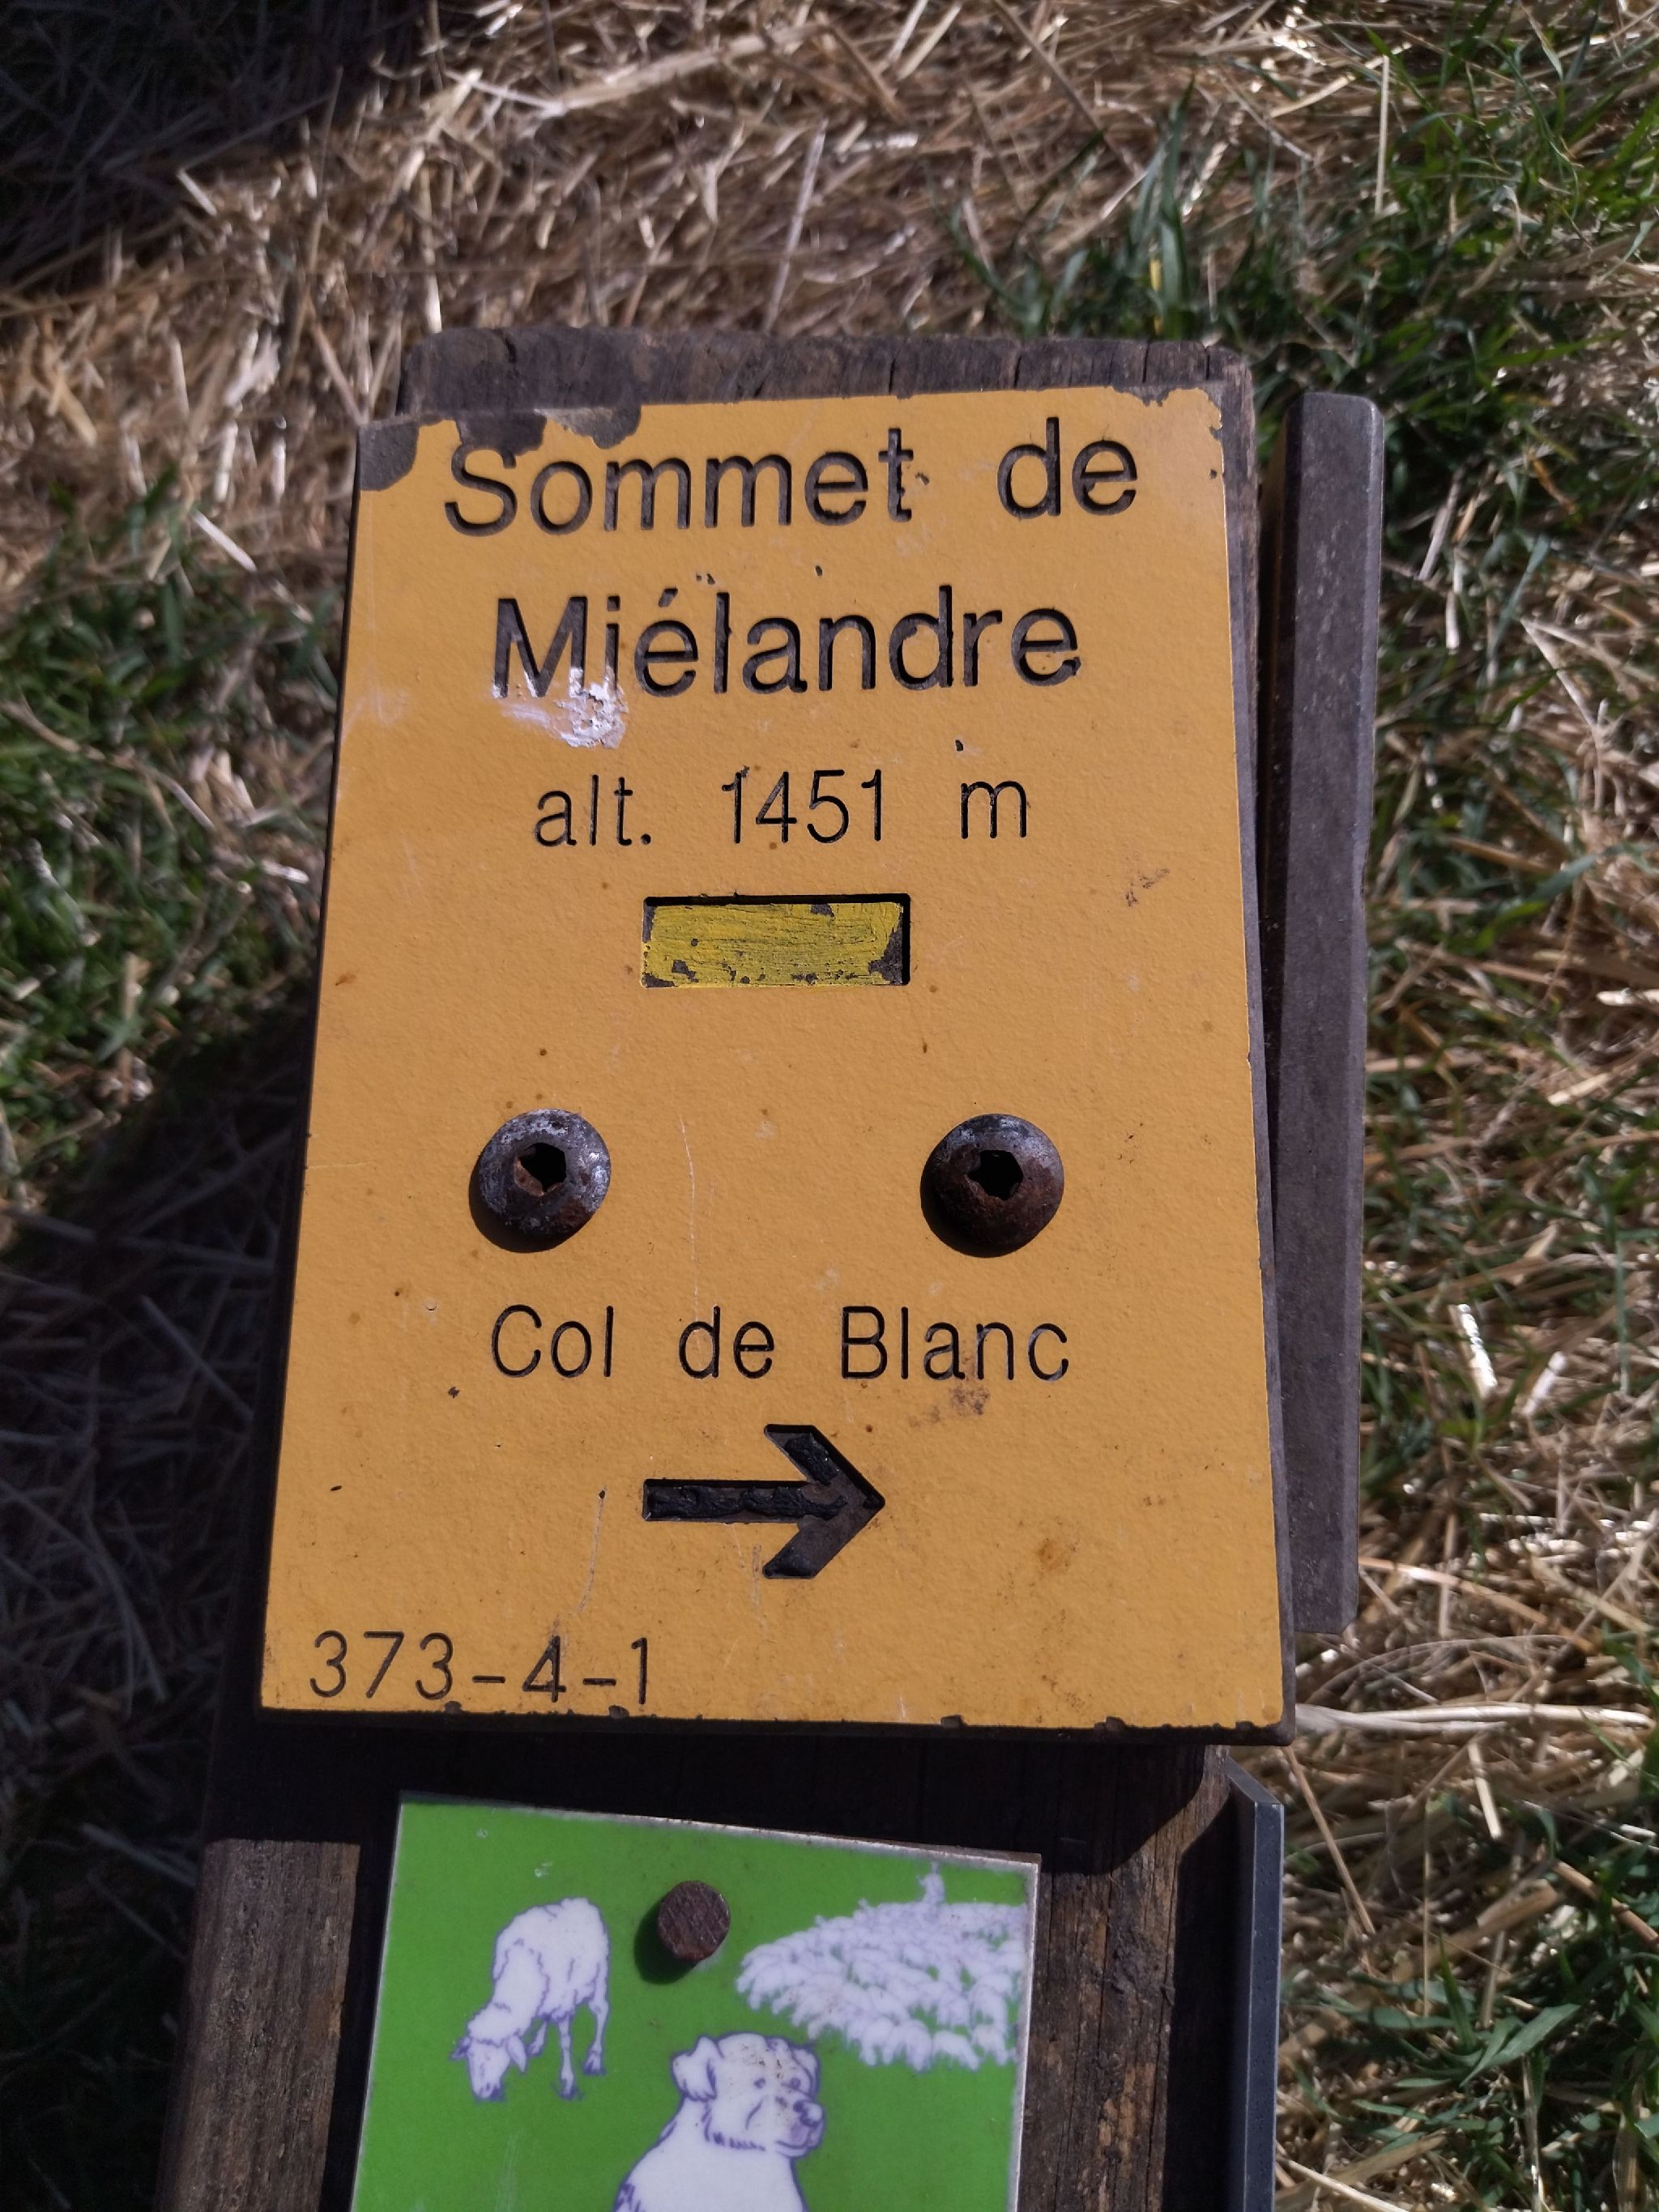 Sommet de
Miélandre
alt. 1451 m
Col de Blanc
373-4-1